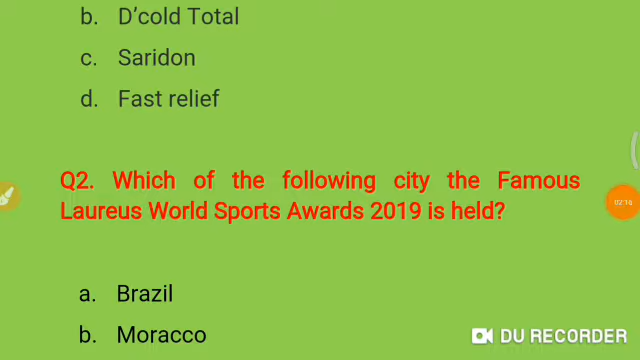 b. D'cold Total
c. Saridon
d. Fast relief
Q2. Which of the following city the Famous
Laureus World Sports Awards 2019 is held?
02:16
a. Brazil
b. Moracco
DU RECORDER